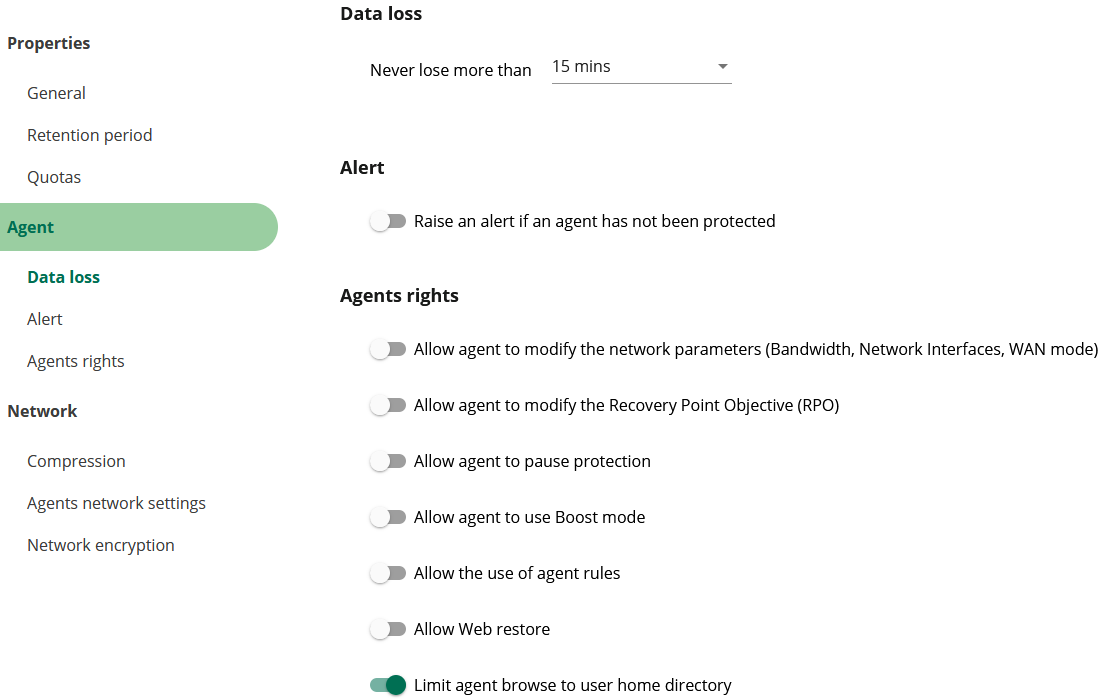 Properties
General
Retention period
Quotas
Agent
Data loss
Alert
Agents rights
Network
Compression
Agents network settings
Network encryption
Data loss
Never lose more than 15 mins
Alert
Raise an alert if an agent has not been protected
Agents rights
Allow agent to modify the network parameters (Bandwidth, Network Interfaces, WAN mode)
Allow agent to modify the Recovery Point Objective (RPO)
Allow agent to pause protection
Allow agent to use Boost mode
Allow the use of agent rules
Allow Web restore
Limit agent browse to user home directory